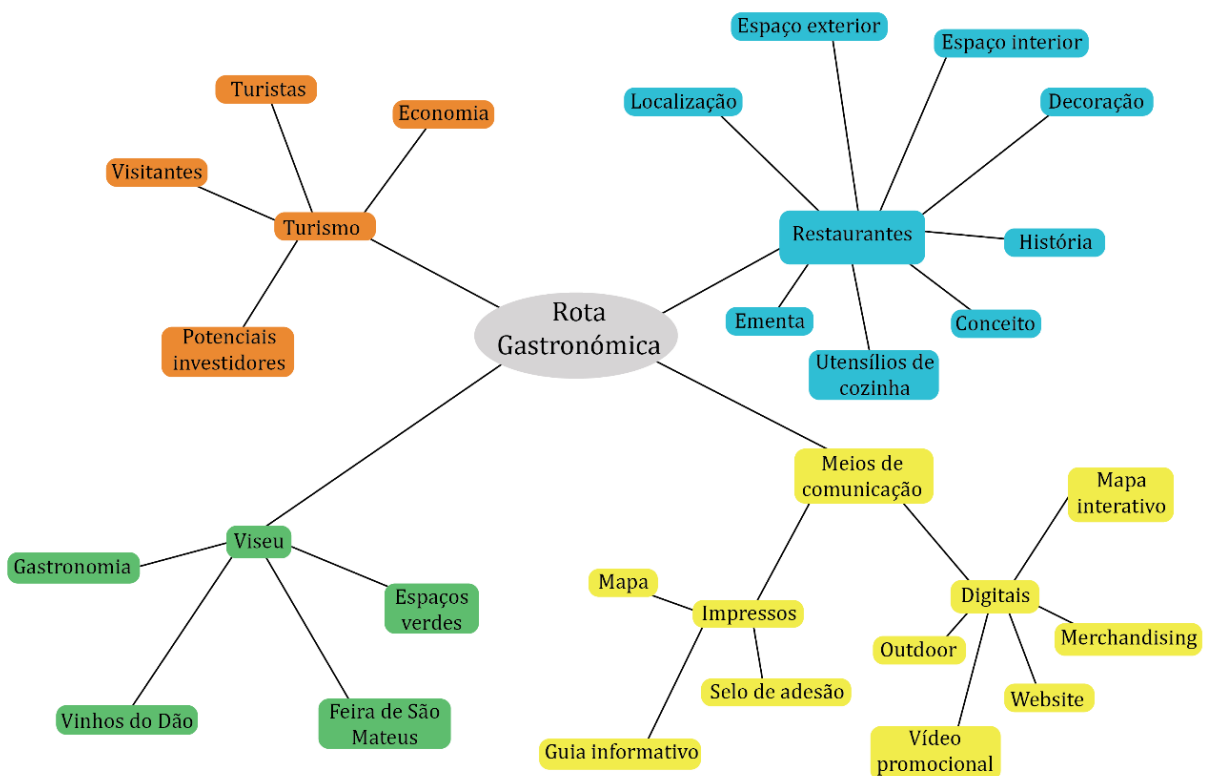 Espaço exterior
Espaço interior
Turistas
Localização
Decoração
Economia
Visitantes
Turismo
Restaurantes
História
Rota
Gastronómica
Ementa
Conceito
Potenciais
investidores
Utensílios de
cozinha
Meios de
comunicação
Mapa
interativo
Viseu
Gastronomia
Espaços
verdes
Mapa
Impressos
Digitais
Outdoor
Merchandising
Selo de adesão
Website
Vinhos do Dão
Feira de São
Mateus
Guia informativo
Vídeo
promocional